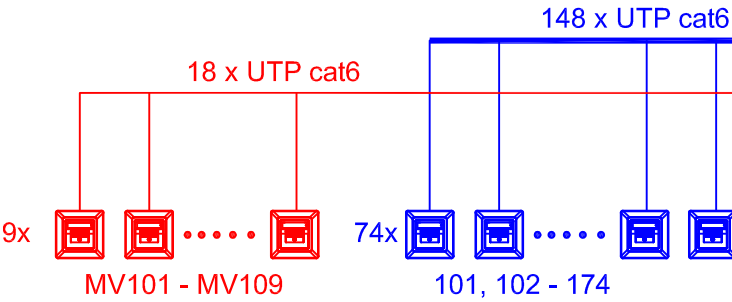 148 x UTP cat6
18 x UTP cat6
9x
74x
MV101 - MV109
101, 102 - 174